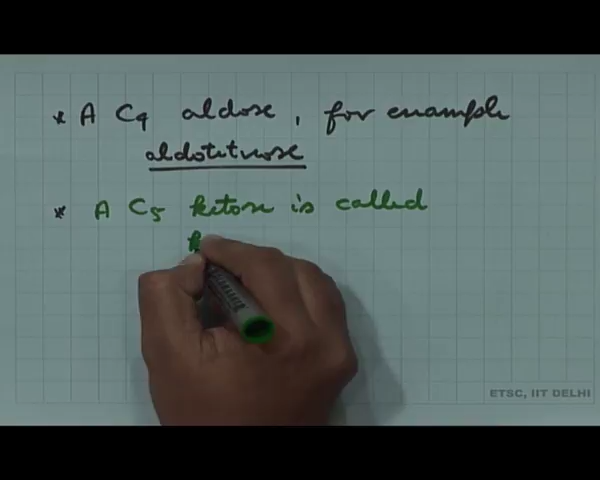 * A C4 aldose, for example
aldotetrose
* A C5 ketose is called
k
ETSC, IIT DELHI